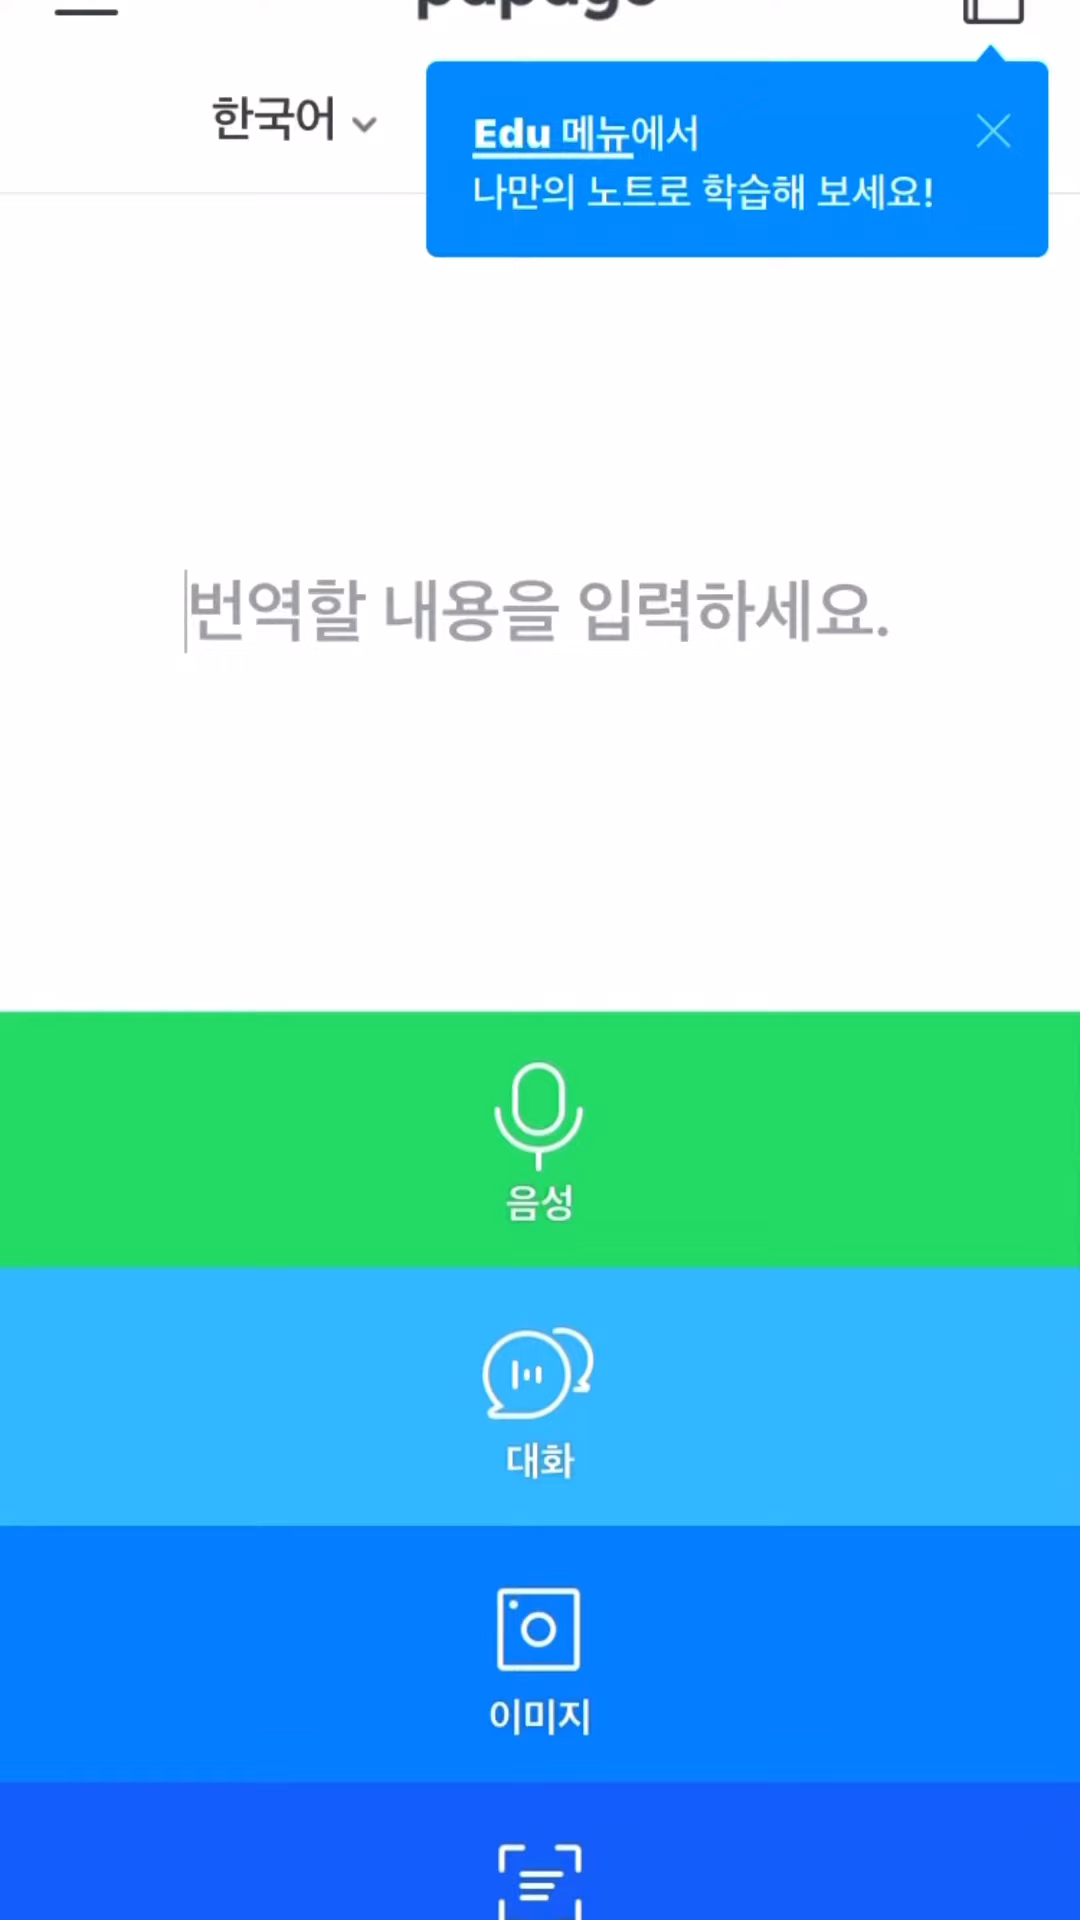 papago
한국어
Edu 메뉴에서
나만의 노트로 학습해 보세요!
번역할 내용을 입력하세요.
음성
대화
이미지